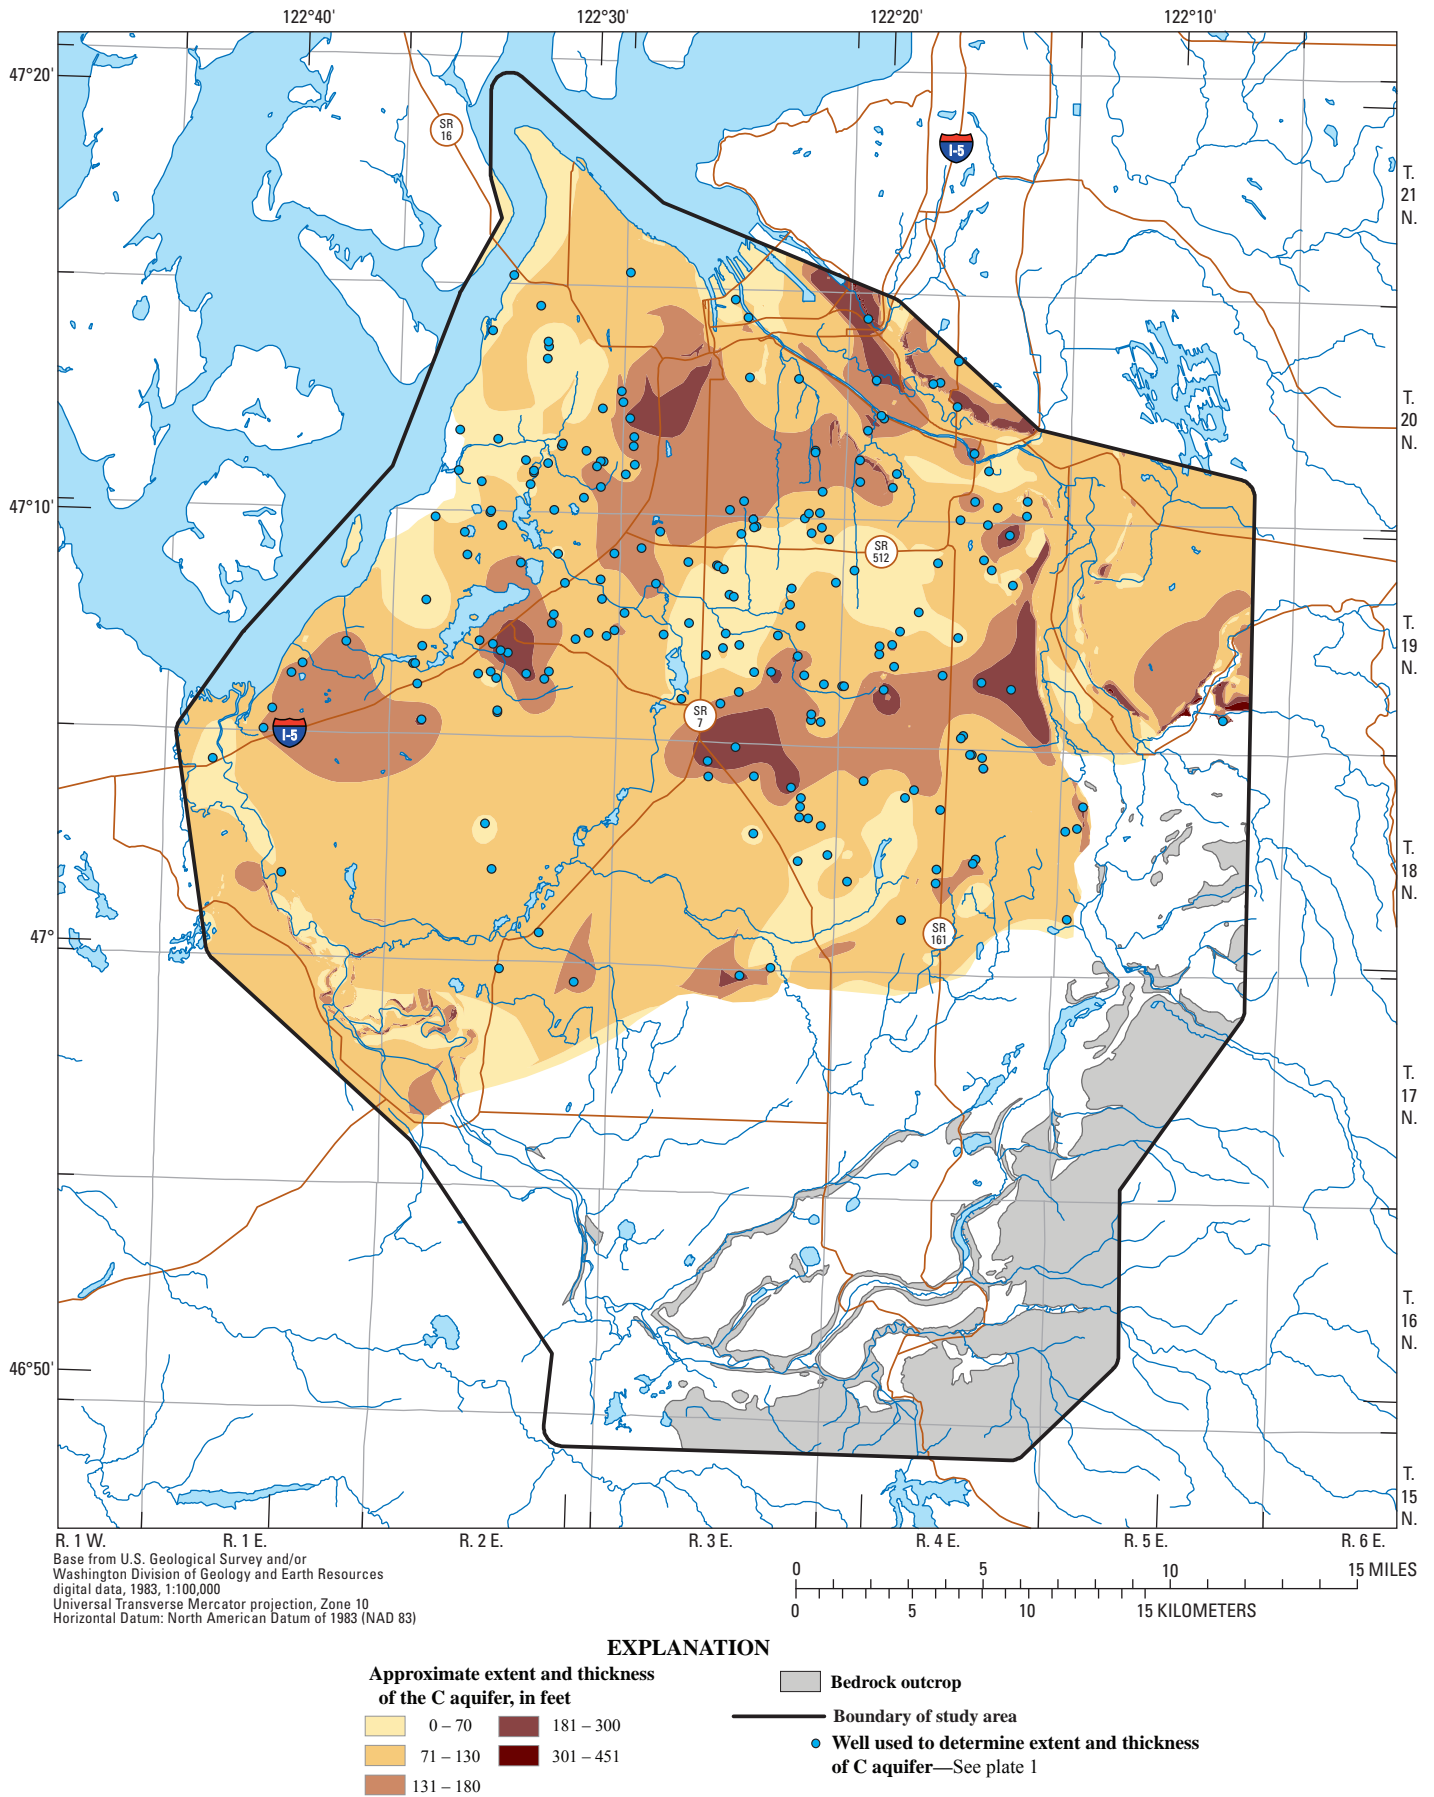 122°40' 122°30' 122°20' 122°10'
47°20'
SR
16
I-5
T.
21
N.
T.
20
N.
47°10'
SR
512
T.
19
N.
SR
7
I-5
T.
18
N.
47°
SR
161
T.
17
N.
T.
16
N.
46°50'
T.
15
N.
R. 1 W. R. 1 E. R. 2 E. R. 3 E. R. 4 E. R. 5 E. R. 6 E.
Base from U.S. Geological Survey and/or
Washington Division of Geology and Earth Resources
digital data, 1983, 1:100,000
Universal Transverse Mercator projection, Zone 10
Horizontal Datum: North American Datum of 1983 (NAD 83)
0 5 10 15 MILES
0 5 10 15 KILOMETERS
EXPLANATION
Approximate extent and thickness
of the C aquifer, in feet
0 – 70
71 – 130
131 – 180
181 – 300
301 – 451
Bedrock outcrop
Boundary of study area
Well used to determine extent and thickness
of C aquifer—See plate 1